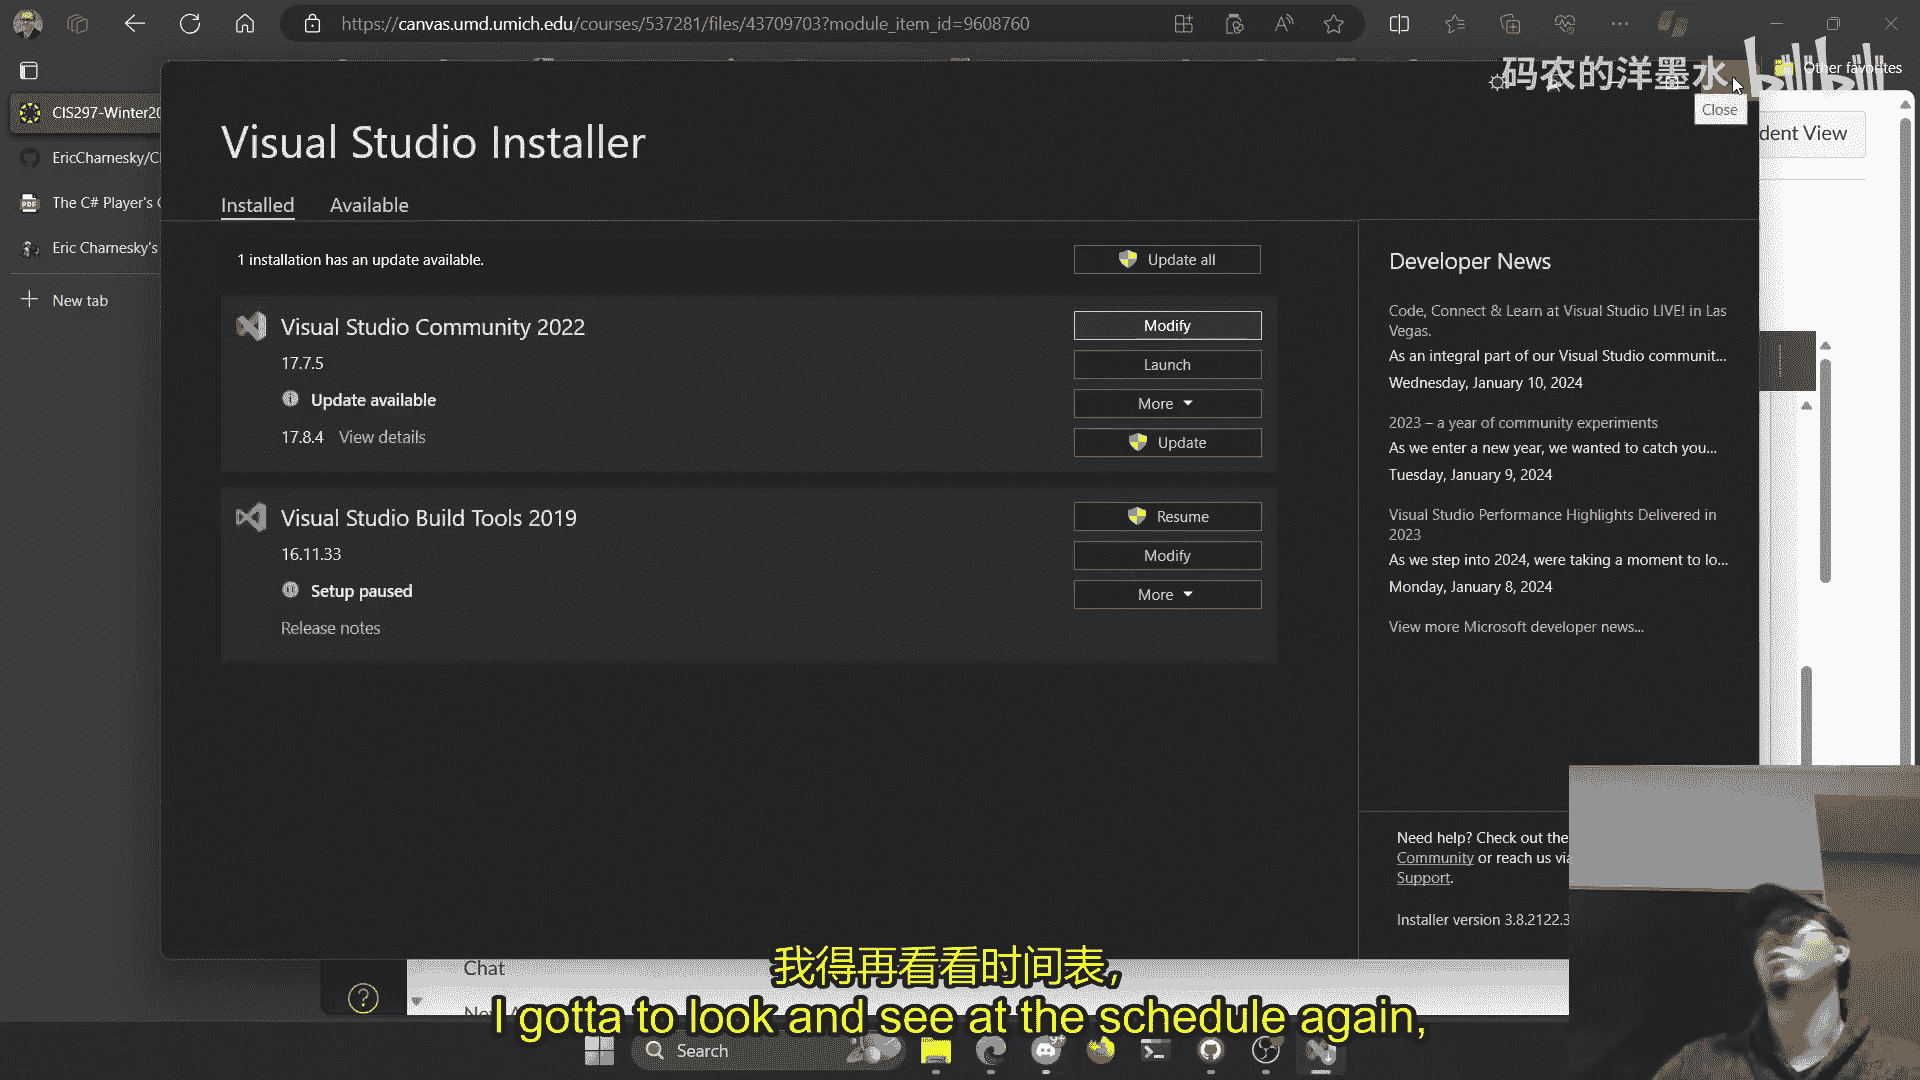 https://canvas.umd.umich.edu/courses/537281/files/43709703?module_item_id=9608760
码农的洋墨水
bilibili
Other favorites
Close
CIS297-Winter20
EricCharnesky/C
The C# Player's
Eric Charnesky's
New tab
dent View
Visual Studio Installer
Installed
Available
1 installation has an update available.
Update all
Visual Studio Community 2022
17.7.5
Update available
17.8.4 View details
Modify
Launch
More
Update
Visual Studio Build Tools 2019
16.11.33
Setup paused
Release notes
Resume
Modify
More
Developer News
Code, Connect & Learn at Visual Studio LIVE! in Las
Vegas.
As an integral part of our Visual Studio communit...
Wednesday, January 10, 2024
2023 – a year of community experiments
As we enter a new year, we wanted to catch you...
Tuesday, January 9, 2024
Visual Studio Performance Highlights Delivered in
2023
As we step into 2024, were taking a moment to lo...
Monday, January 8, 2024
View more Microsoft developer news...
Need help? Check out the
Community or reach us via
Support.
Installer version 3.8.2122.3
Chat
我得再看看时间表，
I gotta to look and see at the schedule again,
Search